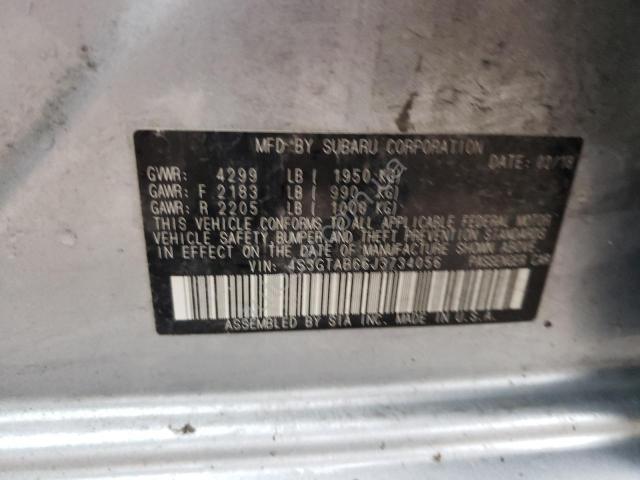 MFD BY SUBARU CORPORATION
DATE: 02/18
GVWR: 4299 LB ( 1950 KG)
GAWR: F 2183 LB ( 990 KG)
GAWR: R 2205 LB ( 1000 KG)
THIS VEHICLE CONFORMS TO ALL APPLICABLE FEDERAL MOTOR
VEHICLE SAFETY, BUMPER, AND THEFT PREVENTION STANDARDS
IN EFFECT ON THE DATE OF MANUFACTURE SHOWN ABOVE.
VIN: 4S3GTAB66J3734056 PASSENGER CAR
ASSEMBLED BY SIA INC. MADE IN U.S.A.